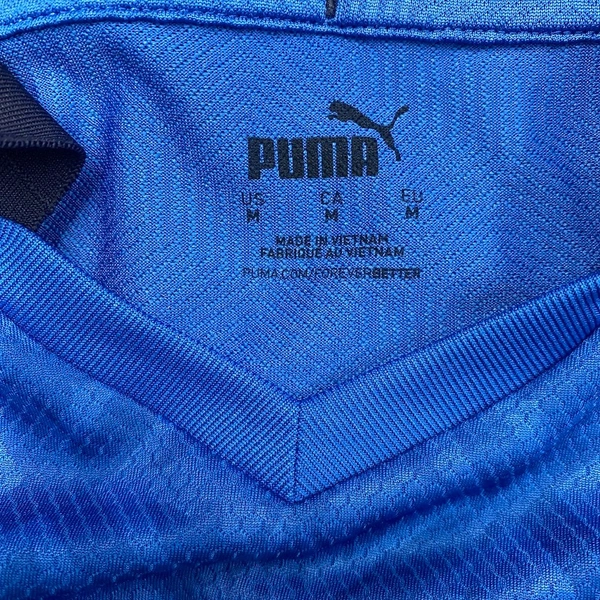 PUMA
US CA EU
M M M
MADE IN VIETNAM
FABRIQUÉ AU VIETNAM
PUMA.COM/FOREVERBETTER